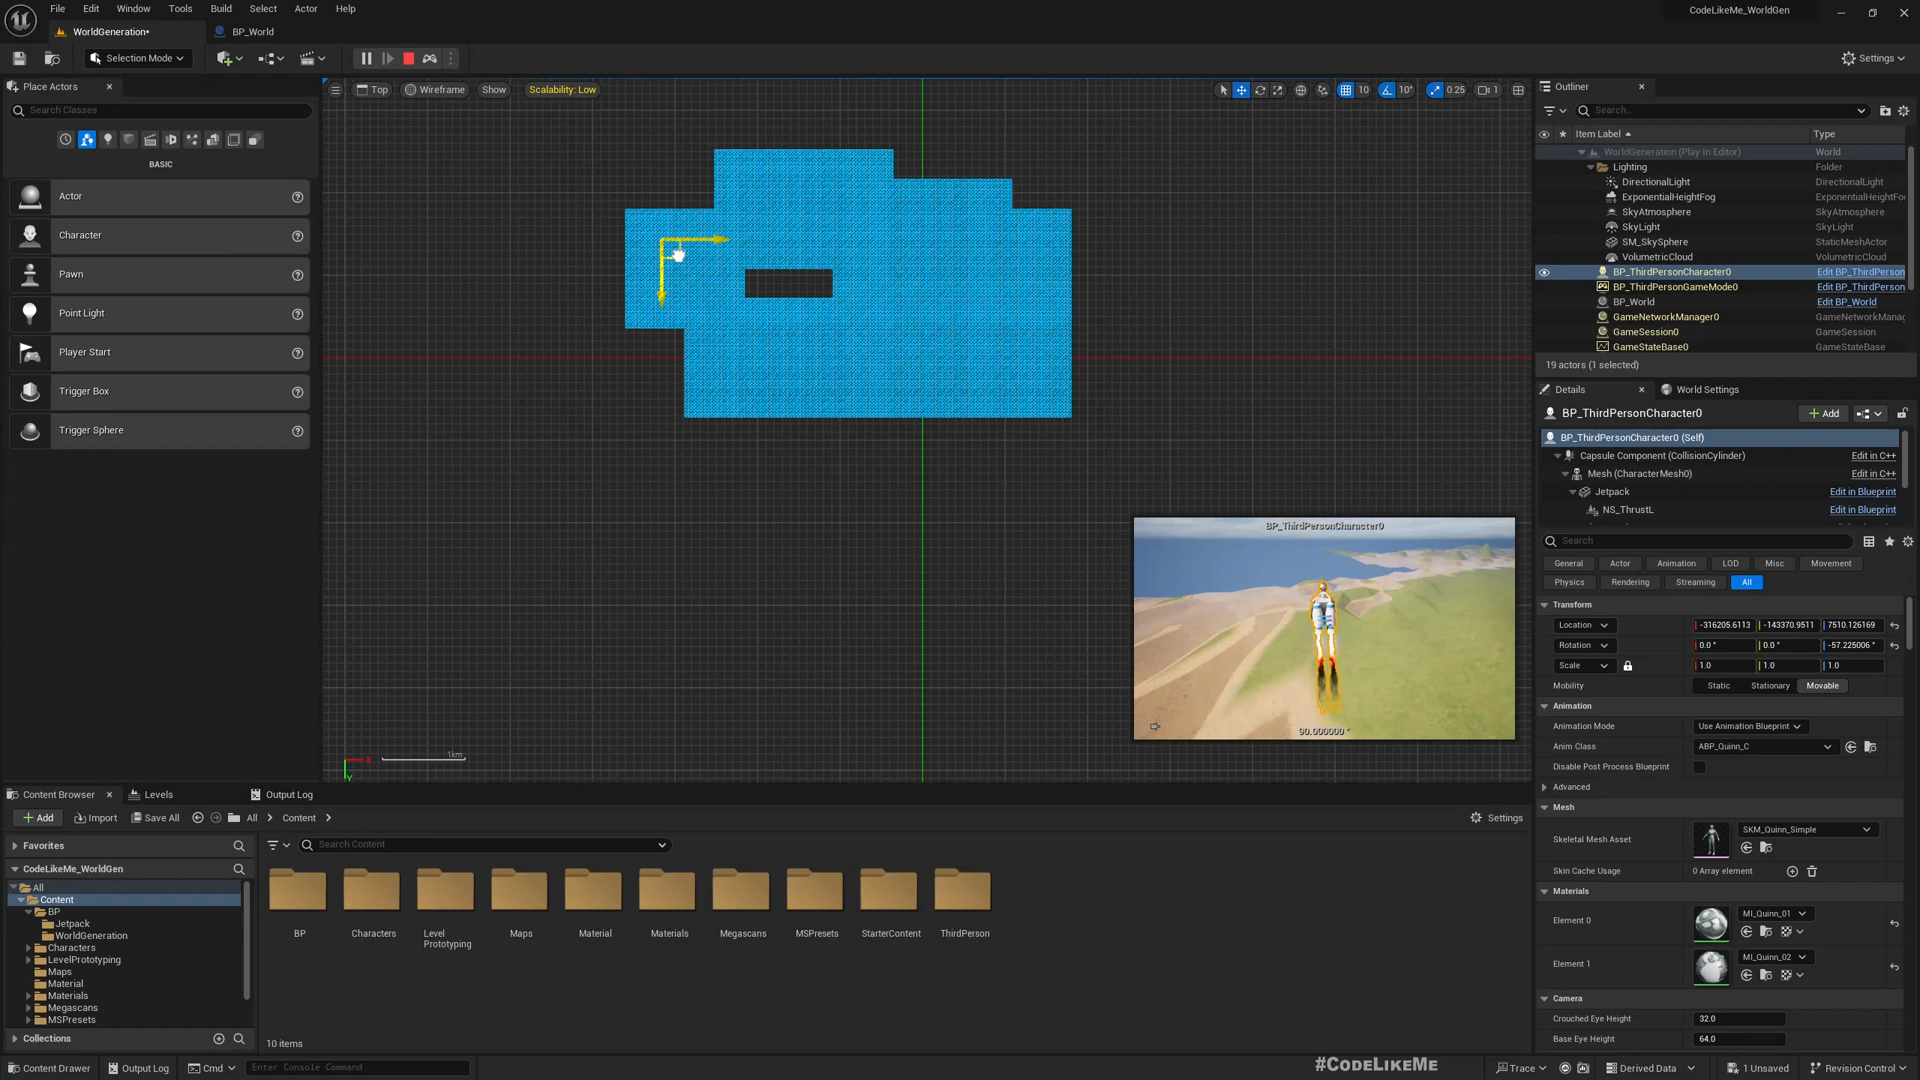 File Edit Window Tools Build Select Actor Help
CodeLikeMe_WorldGen
WorldGeneration* BP_World
Selection Mode Settings
Place Actors
Search Classes
BASIC
Actor
Character
Pawn
Point Light
Player Start
Trigger Box
Trigger Sphere
Top Wireframe Show Scalability: Low
10 10° 0.25 1
BP_ThirdPersonCharacter0
90.000000 °
1km
X
Y
Outliner
Search...
Item Label Type
WorldGeneration (Play In Editor) World
Lighting Folder
DirectionalLight DirectionalLight
ExponentialHeightFog ExponentialHeightFo
SkyAtmosphere SkyAtmosphere
SkyLight SkyLight
SM_SkySphere StaticMeshActor
VolumetricCloud VolumetricCloud
BP_ThirdPersonCharacter0 Edit BP_ThirdPerson
BP_ThirdPersonGameMode0 Edit BP_ThirdPerson
BP_World Edit BP_World
GameNetworkManager0 GameNetworkManag
GameSession0 GameSession
GameStateBase0 GameStateBase
19 actors (1 selected)
Details World Settings
BP_ThirdPersonCharacter0 Add
BP_ThirdPersonCharacter0 (Self)
Capsule Component (CollisionCylinder) Edit in C++
Mesh (CharacterMesh0) Edit in C++
Jetpack Edit in Blueprint
NS_ThrustL Edit in Blueprint
Search
General Actor Animation LOD Misc Movement
Physics Rendering Streaming All
Transform
Location -316205.6113 -143370.9511 7510.126169
Rotation 0.0 ° 0.0 ° -57.225006 °
Scale 1.0 1.0 1.0
Mobility Static Stationary Movable
Animation
Animation Mode Use Animation Blueprint
Anim Class ABP_Quinn_C
Disable Post Process Blueprint
Advanced
Mesh
Skeletal Mesh Asset SKM_Quinn_Simple
Skin Cache Usage 0 Array element
Materials
Element 0 MI_Quinn_01
Element 1 MI_Quinn_02
Camera
Crouched Eye Height 32.0
Base Eye Height 64.0
Content Browser Levels Output Log
Add Import Save All All Content Settings
Favorites
Search Content
CodeLikeMe_WorldGen
All
Content
BP
Jetpack
WorldGeneration
Characters
LevelPrototyping
Maps
Material
Materials
Megascans
MSPresets
Collections
BP Characters Level Prototyping Maps Material Materials Megascans MSPresets StarterContent ThirdPerson
10 items
Content Drawer Output Log Cmd Enter Console Command
#CodeLikeMe
Trace Derived Data 1 Unsaved Revision Control